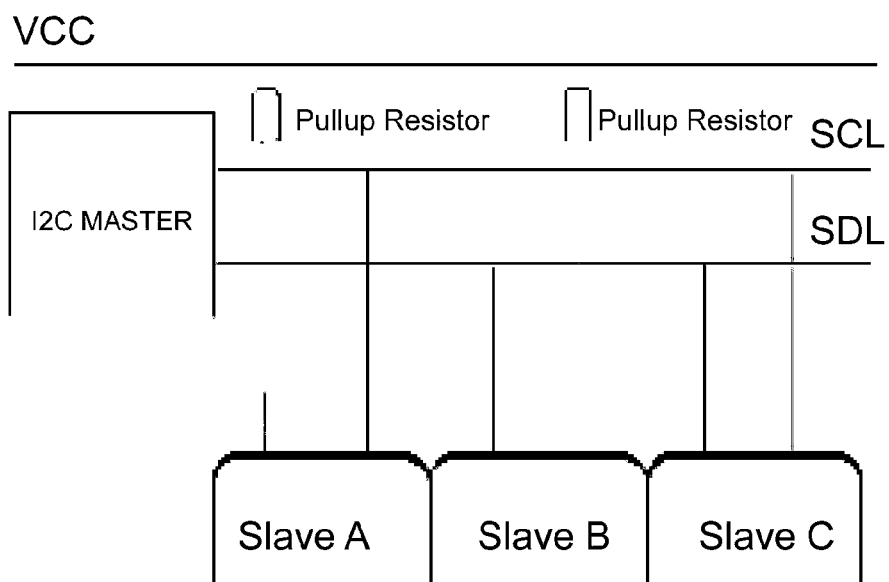 VCC
Pullup Resistor
Pullup Resistor
SCL
I2C MASTER
SDL
Slave A
Slave B
Slave C